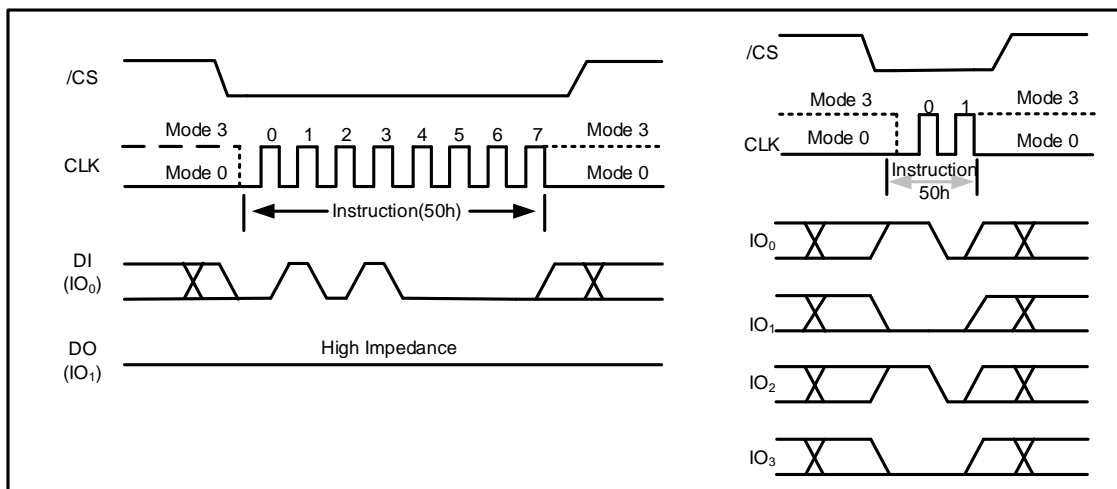 /CS
Mode 3
0 1 2 3 4 5 6 7
Mode 3
CLK
Mode 0
Mode 0
Instruction(50h)
DI
(IO0)
High Impedance
DO
(IO1)
/CS
Mode 3
0 1
Mode 3
CLK
Mode 0
Mode 0
Instruction
50h
IO0
IO1
IO2
IO3